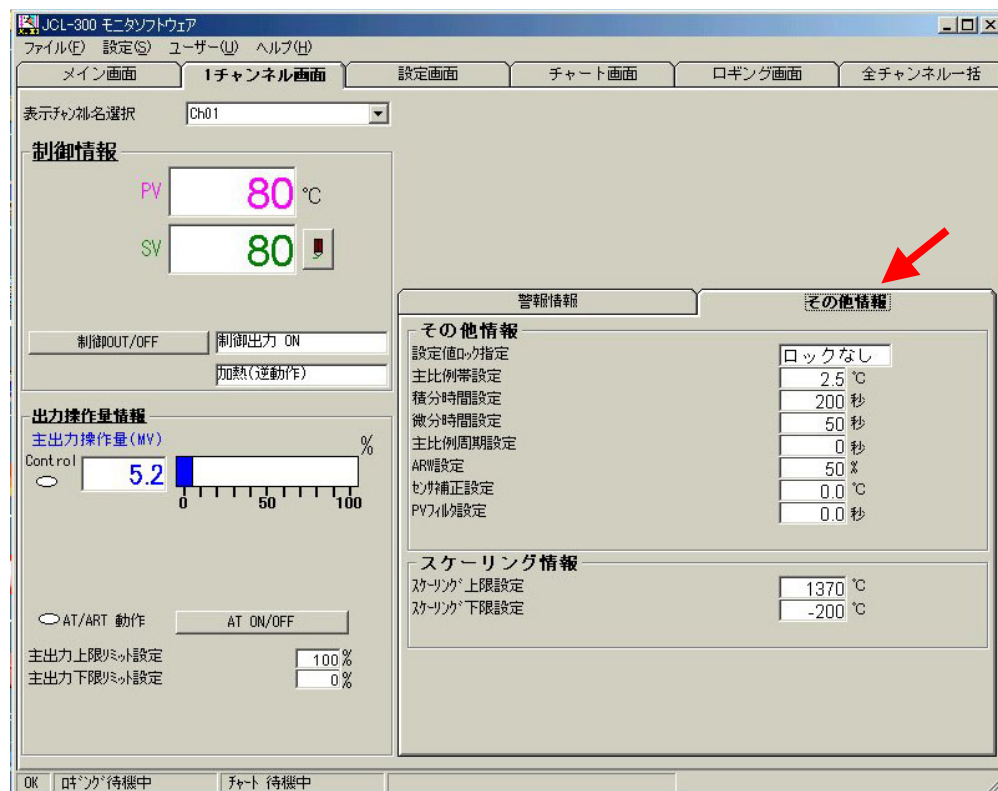 JCL-300 モニタソフトウェア
ファイル(F) 設定(S) ユーザー(U) ヘルプ(H)
メイン画面 1チャンネル画面 設定画面 チャート画面 ロギング画面 全チャンネル一括
表示ﾁｬﾝﾈﾙ名選択 Ch01
制御情報
PV 80 ℃
SV 80
制御OUT/OFF 制御出力 ON
加熱(逆動作)
出力操作量情報
主出力操作量(MV) %
Control 5.2
0 50 100
AT/ART 動作 AT ON/OFF
主出力上限ﾘﾐｯﾄ設定 100 %
主出力下限ﾘﾐｯﾄ設定 0 %
警報情報 その他情報
その他情報
設定値ﾛｯｸ指定 ロックなし
主比例帯設定 2.5 ℃
積分時間設定 200 秒
微分時間設定 50 秒
主比例周期設定 0 秒
ARW設定 50 %
ｾﾝｻ補正設定 0.0 ℃
PVﾌｨﾙﾀ設定 0.0 秒
スケーリング情報
ｽｹｰﾘﾝｸﾞ上限設定 1370 ℃
ｽｹｰﾘﾝｸﾞ下限設定 -200 ℃
OK ﾛｷﾞﾝｸﾞ待機中 ﾁｬｰﾄ 待機中